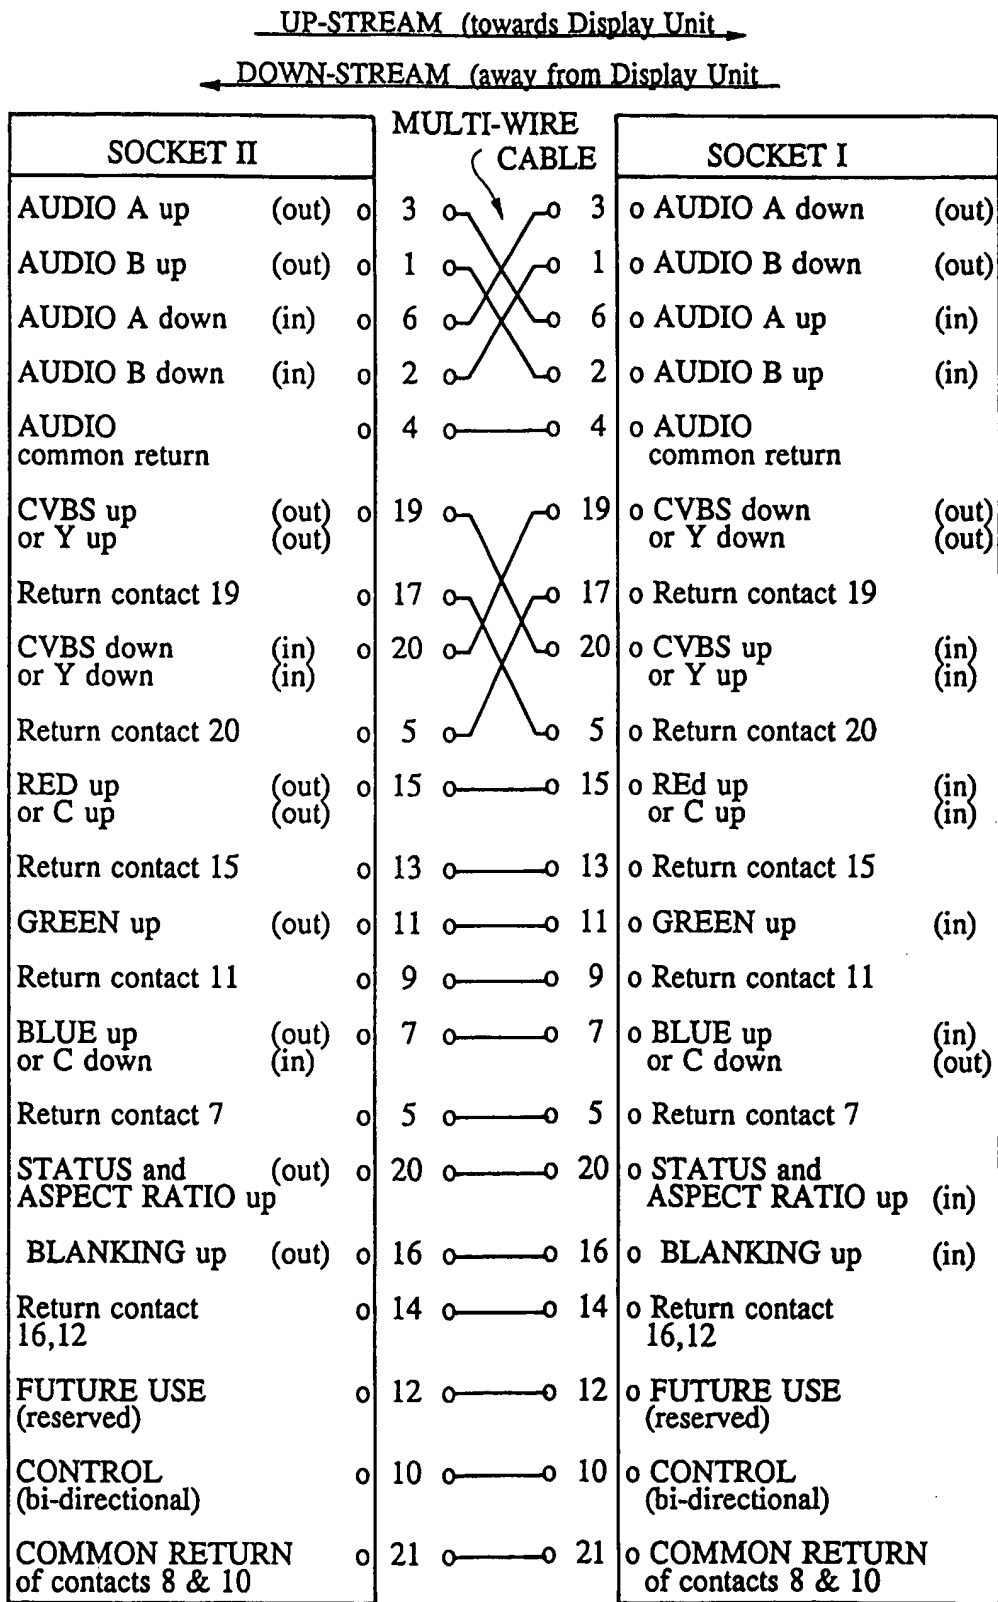 UP-STREAM (towards Display Unit
DOWN-STREAM (away from Display Unit
MULTI-WIRE
CABLE
SOCKET II
SOCKET I
AUDIO A up (out) 3 3 AUDIO A down (out)
AUDIO B up (out) 1 1 AUDIO B down (out)
AUDIO A down (in) 6 6 AUDIO A up (in)
AUDIO B down (in) 2 2 AUDIO B up (in)
AUDIO 4 4 AUDIO
common return common return
CVBS up (out) 19 19 CVBS down (out)
or Y up (out) or Y down (out)
Return contact 19 17 17 Return contact 19
CVBS down (in) 20 20 CVBS up (in)
or Y down (in) or Y up (in)
Return contact 20 5 5 Return contact 20
RED up (out) 15 15 REd up (in)
or C up (out) or C up (in)
Return contact 15 13 13 Return contact 15
GREEN up (out) 11 11 GREEN up (in)
Return contact 11 9 9 Return contact 11
BLUE up (out) 7 7 BLUE up (in)
or C down (in) or C down (out)
Return contact 7 5 5 Return contact 7
STATUS and (out) 20 20 STATUS and
ASPECT RATIO up ASPECT RATIO up (in)
BLANKING up (out) 16 16 BLANKING up (in)
Return contact 14 14 Return contact
16,12 16,12
FUTURE USE 12 12 FUTURE USE
(reserved) (reserved)
CONTROL 10 10 CONTROL
(bi-directional) (bi-directional)
COMMON RETURN 21 21 COMMON RETURN
of contacts 8 & 10 of contacts 8 & 10